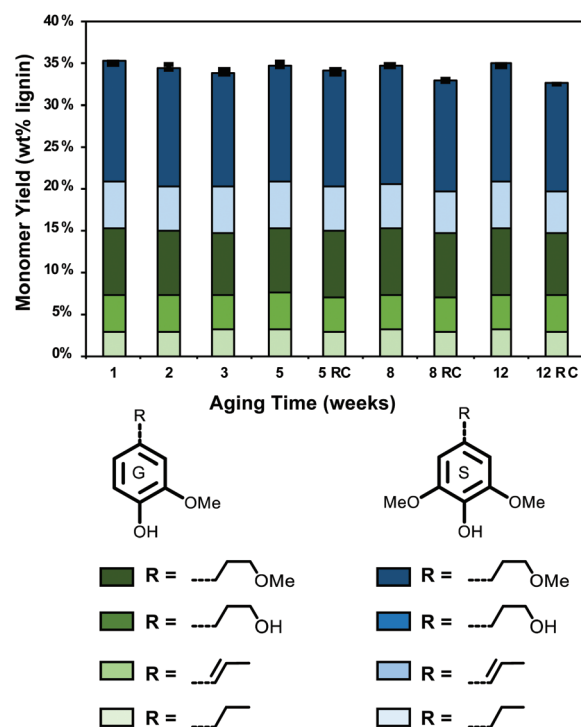 40%
35%
30%
25%
20%
15%
10%
5%
0%
Monomer Yield (wt% lignin)
1 2 3 5 5 RC 8 8 RC 12 12 RC
Aging Time (weeks)
R R
G S
OMe MeO OMe
OH OH
R = OMe R = OMe
R = OH R = OH
R = R =
R = R =